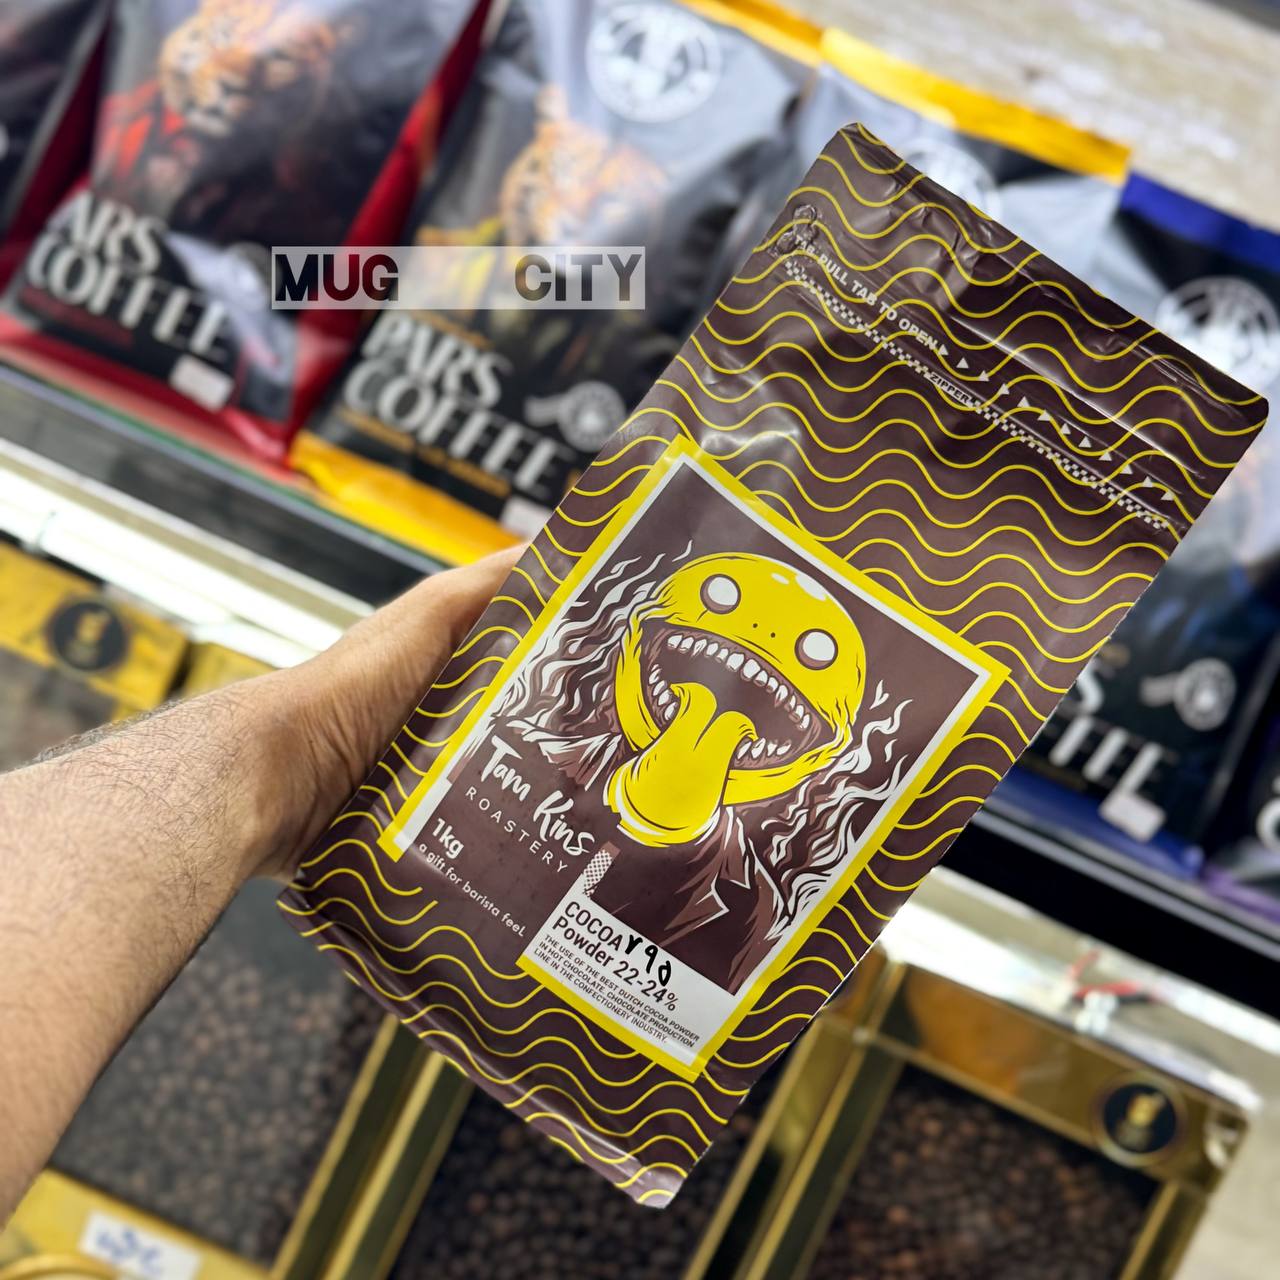 MUG CITY
ARS
COFFEE
PARS
COFFEE
TAB PULL TAB TO OPEN
ZIPPER
Tam Kins
ROASTERY
1kg
a gift for barista feel
COCOA
Powder 22-24%
THE USE OF THE BEST DUTCH COCOA POWDER
IN HOT CHOCOLATE, CHOCOLATE PRODUCTION
LINE IN THE CONFECTIONERY INDUSTRY.